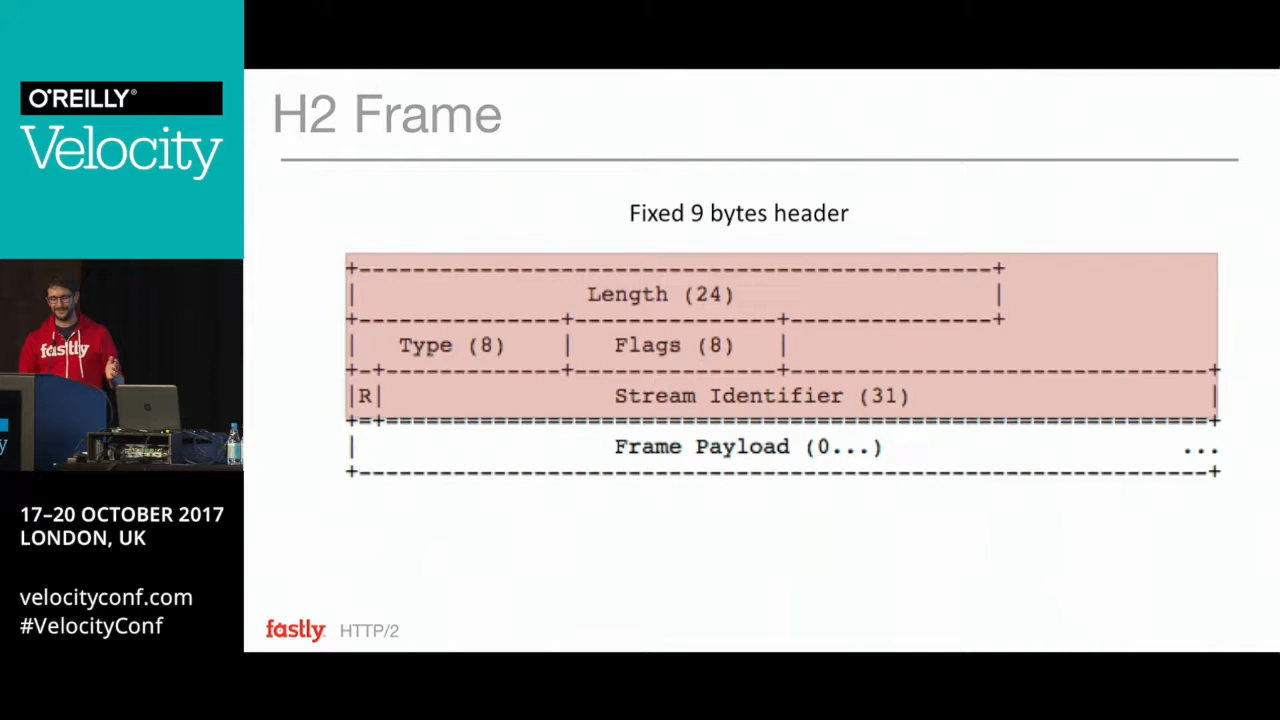 O'REILLY®
Velocity
17–20 OCTOBER 2017
LONDON, UK
velocityconf.com
#VelocityConf
fastly
H2 Frame
Fixed 9 bytes header
+-----------------------------------------------+
| Length (24) |
+---------------+---------------+---------------+
| Type (8) | Flags (8) |
+-+-------------+---------------+-------------------------------+
|R| Stream Identifier (31) |
+=+=============================================================+
| Frame Payload (0...) ...
+---------------------------------------------------------------+
fastly HTTP/2